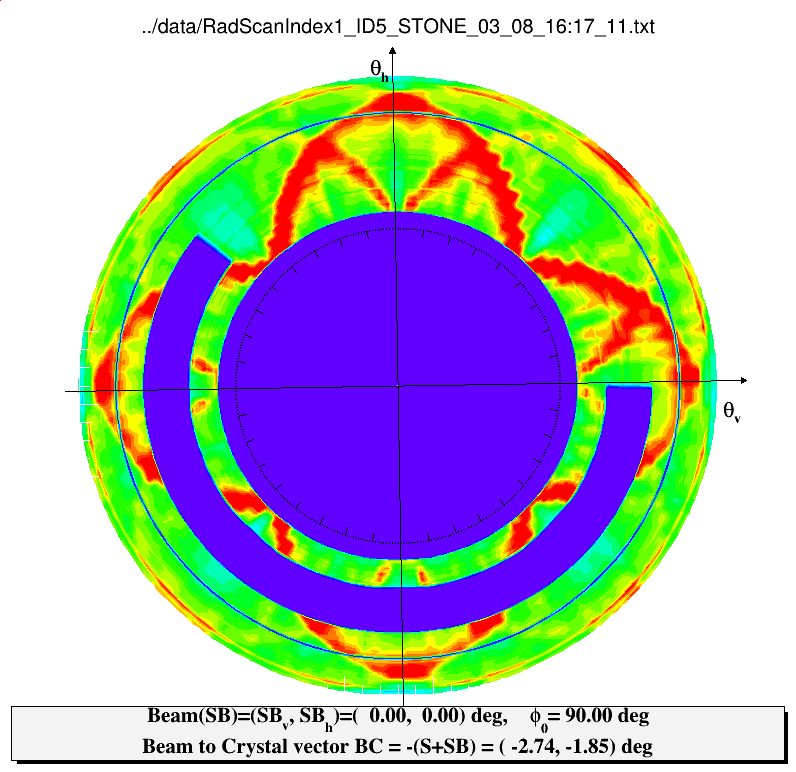 ../data/RadScanIndex1_ID5_STONE_03_08_16:17_11.txt
θh
θv
Beam(SB)=(SBv, SBh)=( 0.00, 0.00) deg, ϕ0= 90.00 deg
Beam to Crystal vector BC = -(S+SB) = ( -2.74, -1.85) deg